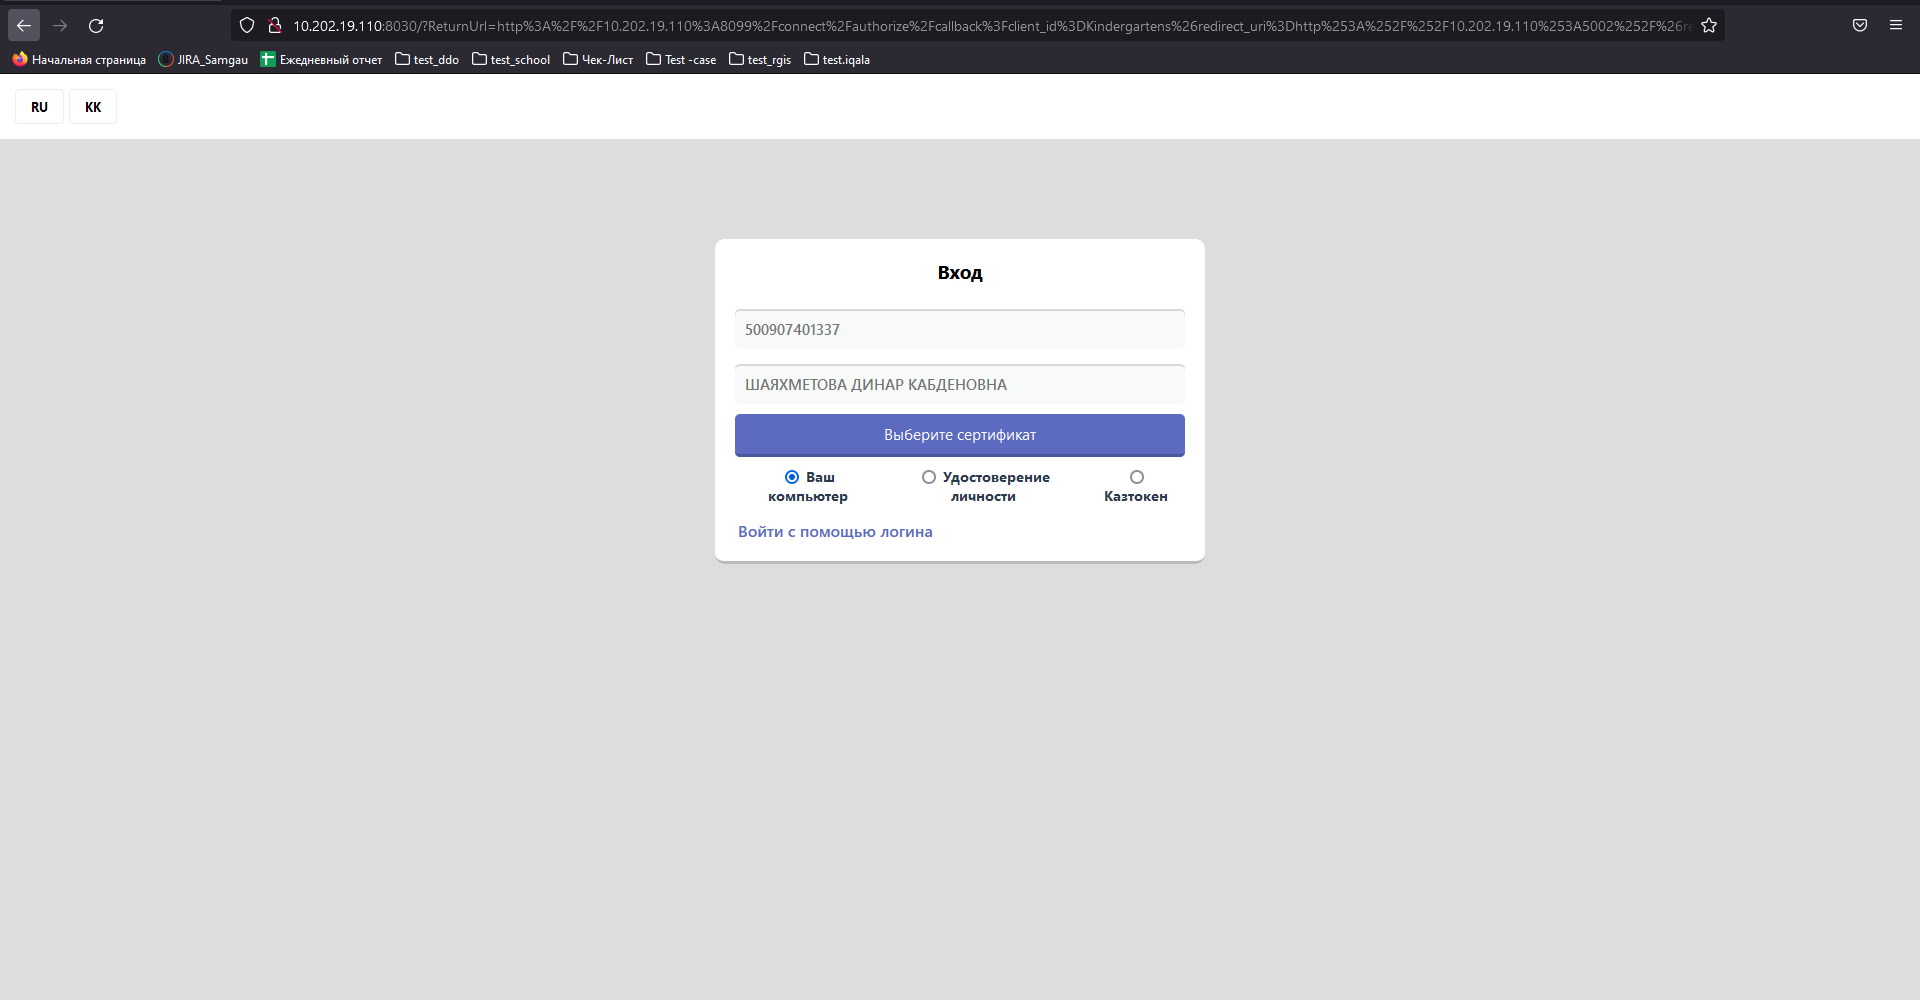 10.202.19.110:8030/?ReturnUrl=http%3A%2F%2F10.202.19.110%3A8099%2Fconnect%2Fauthorize%2Fcallback%3Fclient_id%3DKindergartens%26redirect_uri%3Dhttp%253A%252F%252F10.202.19.110%253A5002%252F%26re
Начальная страница JIRA_Samgau Ежедневный отчет test_ddo test_school Чек-Лист Test -case test_rgis test.iqala
RU KK
Вход
500907401337
ШАЯХМЕТОВА ДИНАР КАБДЕНОВНА
Выберите сертификат
Ваш компьютер
Удостоверение личности
Казтокен
Войти с помощью логина